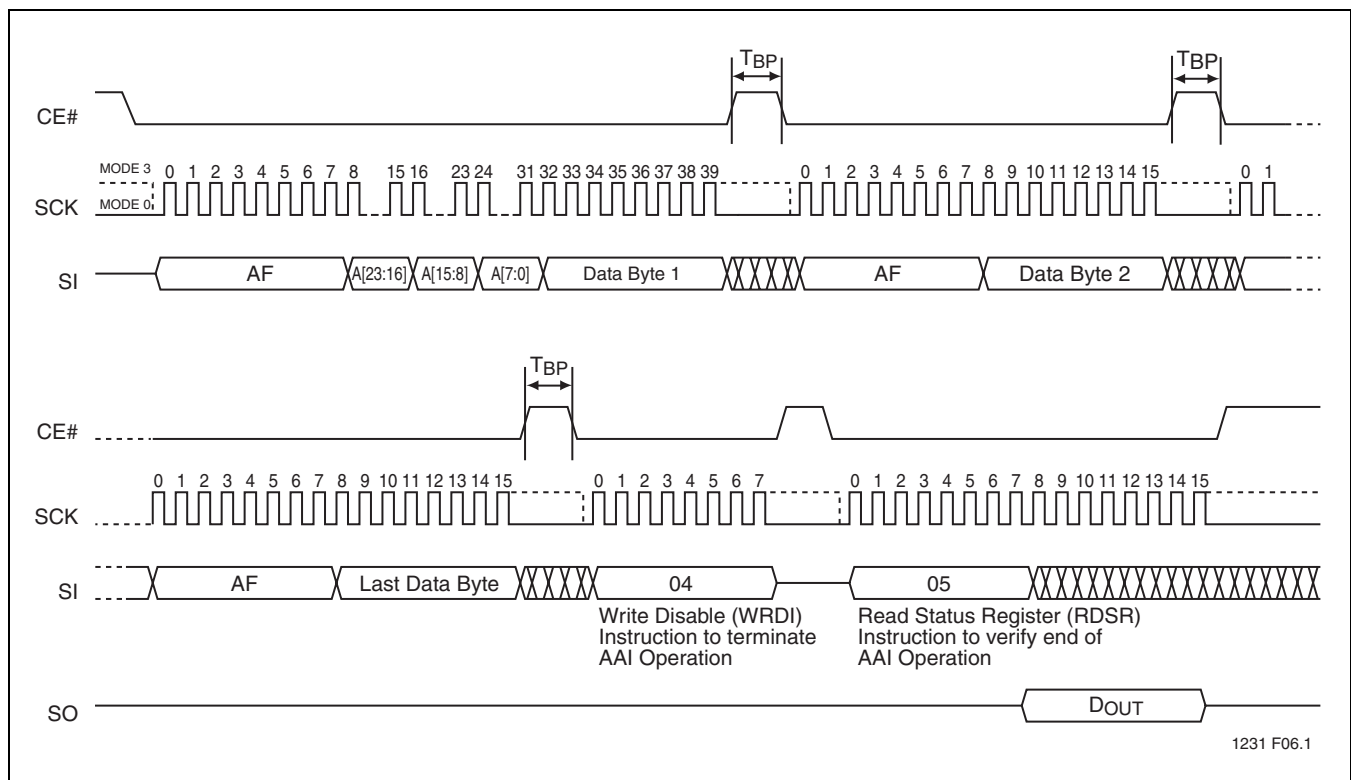 TBP TBP
CE#
MODE 3 0 1 2 3 4 5 6 7 8 15 16 23 24 31 32 33 34 35 36 37 38 39 0 1 2 3 4 5 6 7 8 9 10 11 12 13 14 15 0 1
SCK MODE 0
SI AF A[23:16] A[15:8] A[7:0] Data Byte 1 AF Data Byte 2
TBP
CE#
0 1 2 3 4 5 6 7 8 9 10 11 12 13 14 15 0 1 2 3 4 5 6 7 0 1 2 3 4 5 6 7 8 9 10 11 12 13 14 15
SCK
SI AF Last Data Byte 04 05
Write Disable (WRDI)
Instruction to terminate
AAI Operation
Read Status Register (RDSR)
Instruction to verify end of
AAI Operation
SO DOUT
1231 F06.1